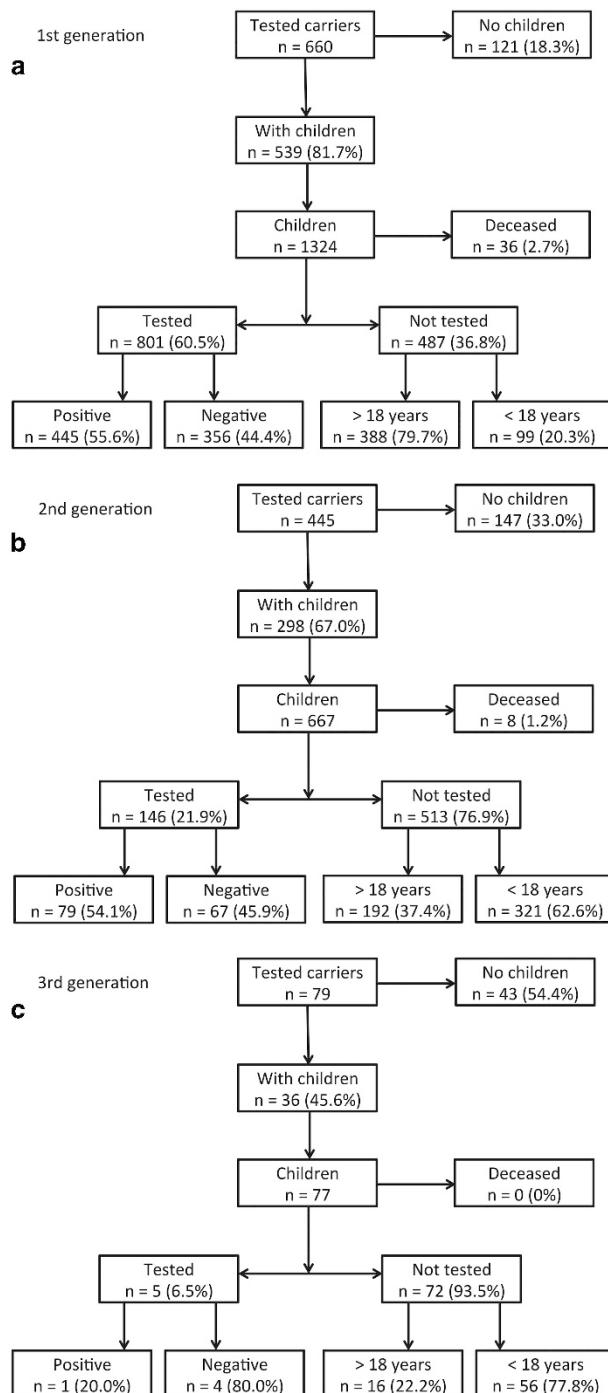 1st generation
a
Tested carriers
n = 660
No children
n = 121 (18.3%)
With children
n = 539 (81.7%)
Children
n = 1324
Deceased
n = 36 (2.7%)
Tested
n = 801 (60.5%)
Not tested
n = 487 (36.8%)
Positive
n = 445 (55.6%)
Negative
n = 356 (44.4%)
> 18 years
n = 388 (79.7%)
< 18 years
n = 99 (20.3%)
2nd generation
b
Tested carriers
n = 445
No children
n = 147 (33.0%)
With children
n = 298 (67.0%)
Children
n = 667
Deceased
n = 8 (1.2%)
Tested
n = 146 (21.9%)
Not tested
n = 513 (76.9%)
Positive
n = 79 (54.1%)
Negative
n = 67 (45.9%)
> 18 years
n = 192 (37.4%)
< 18 years
n = 321 (62.6%)
3rd generation
c
Tested carriers
n = 79
No children
n = 43 (54.4%)
With children
n = 36 (45.6%)
Children
n = 77
Deceased
n = 0 (0%)
Tested
n = 5 (6.5%)
Not tested
n = 72 (93.5%)
Positive
n = 1 (20.0%)
Negative
n = 4 (80.0%)
> 18 years
n = 16 (22.2%)
< 18 years
n = 56 (77.8%)